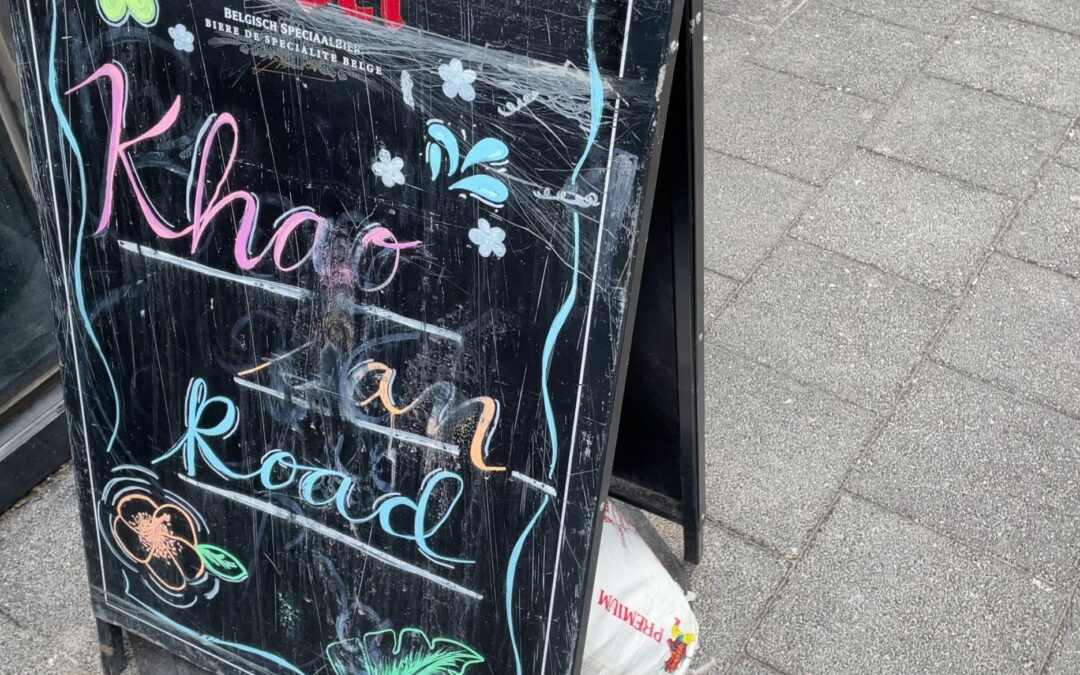 BELGISCH SPECIAALBIER
BIERE DE SPECIALITE BELGE
Khao
San
Road
PREMIUM